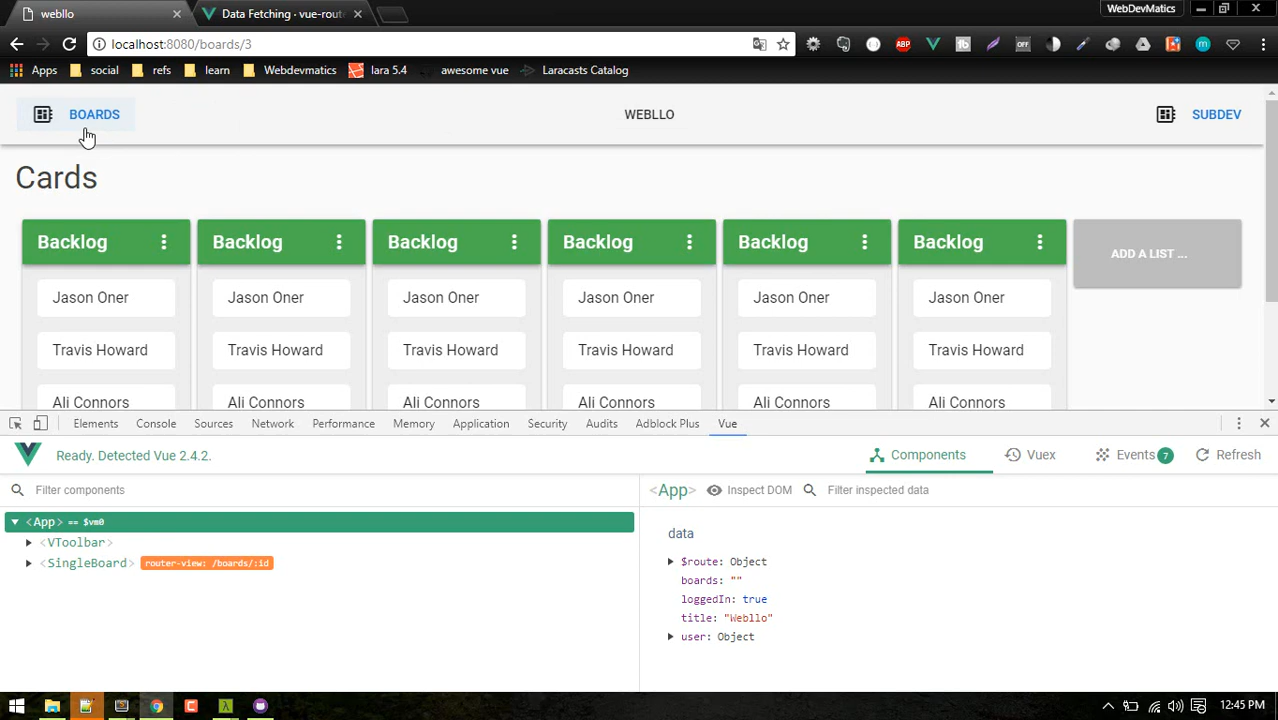 webllo
Data Fetching · vue-rout
WebDevMatics
localhost:8080/boards/3
Apps social refs learn Webdevmatics lara 5.4 awesome vue Laracasts Catalog
BOARDS WEBLLO SUBDEV
Cards
Backlog Backlog Backlog Backlog Backlog Backlog ADD A LIST ...
Jason Oner Jason Oner Jason Oner Jason Oner Jason Oner Jason Oner
Travis Howard Travis Howard Travis Howard Travis Howard Travis Howard Travis Howard
Ali Connors Ali Connors Ali Connors Ali Connors Ali Connors Ali Connors
Elements Console Sources Network Performance Memory Application Security Audits Adblock Plus Vue
Ready. Detected Vue 2.4.2. Components Vuex Events 7 Refresh
Filter components <App> Inspect DOM Filter inspected data
<App> == $vm0
<VToolbar>
<SingleBoard> router-view: /boards/:id
data
$route: Object
boards: ""
loggedIn: true
title: "Webllo"
user: Object
12:45 PM